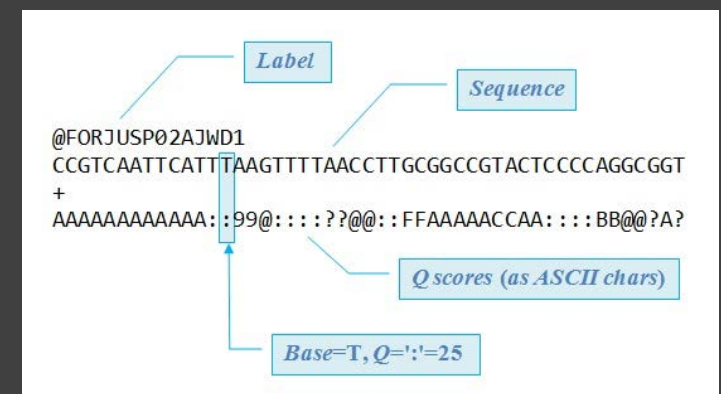 Label
Sequence
@FORJUSP02AJWD1
CCGTCAATTCATTTAAGTTTTAACCTTGCGGCCGTACTCCCCAGGCGGT
+
AAAAAAAAAAAA::99@::::??@@::FFAAAAACCAA::::BB@@?A?
Q scores (as ASCII chars)
Base=T, Q=':'=25